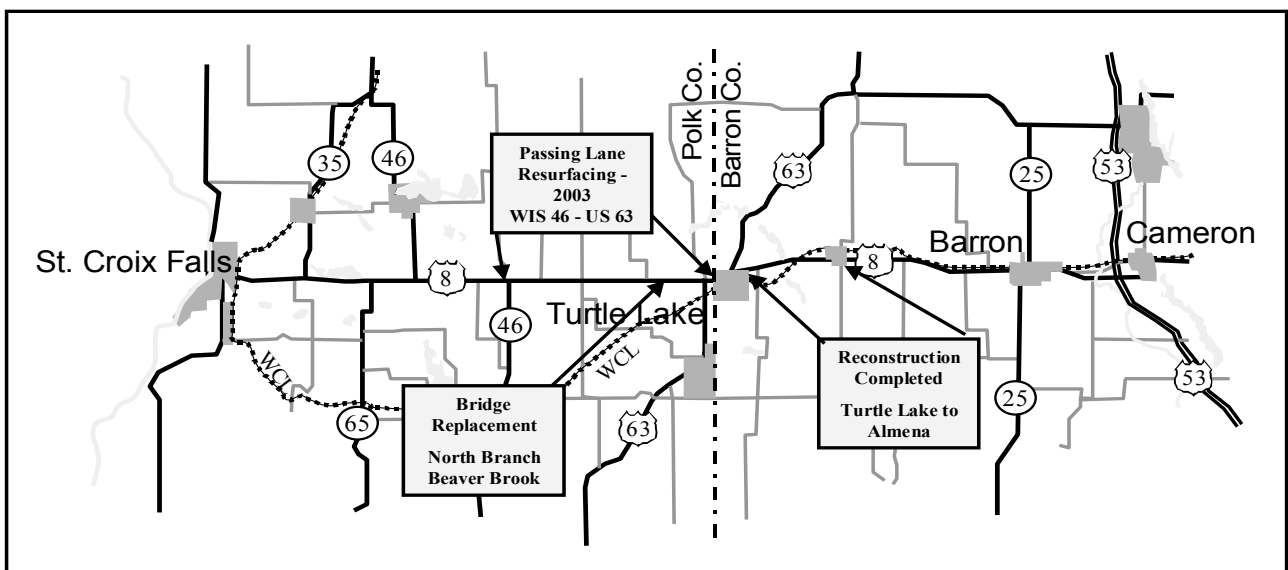 Polk Co.
Barron Co.
35
46
Passing Lane
Resurfacing -
2003
WIS 46 - US 63
63
25
53
St. Croix Falls
8
8
Barron
Cameron
46
Turtle Lake
WCL
WCL
65
Bridge
Replacement
North Branch
Beaver Brook
63
Reconstruction
Completed
Turtle Lake to
Almena
25
53